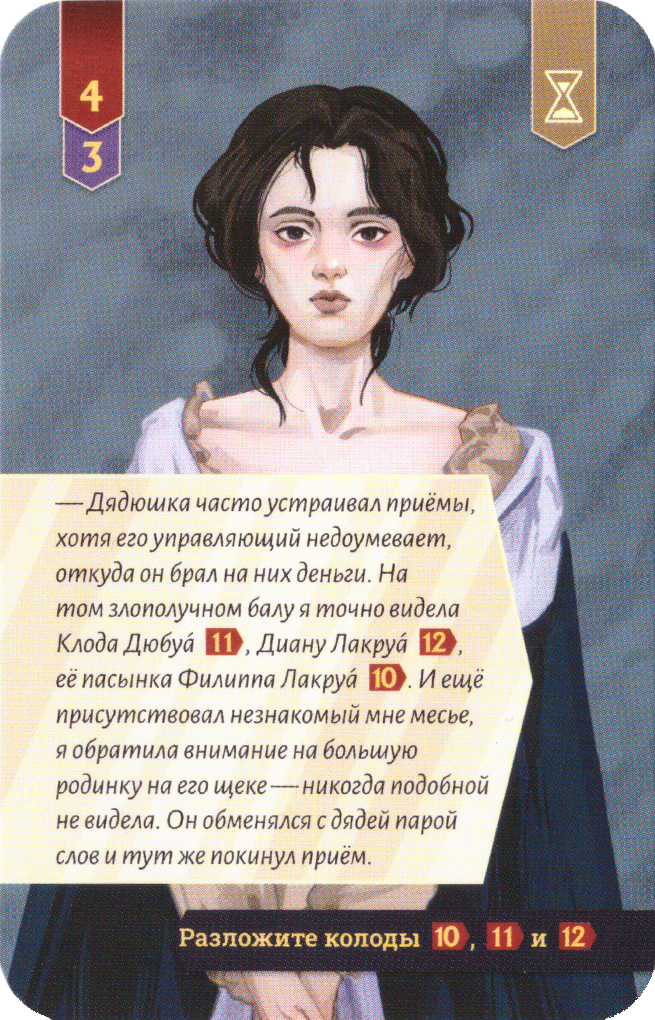 4
3
— Дядюшка часто устраивал приёмы,
хотя его управляющий недоумевает,
откуда он брал на них деньги. На
том злополучном балу я точно видела
Клода Дюбуа́ 11, Диану Лакруа́ 12,
её пасынка Филиппа Лакруа́ 10. И ещё
присутствовал незнакомый мне месье,
я обратила внимание на большую
родинку на его щеке — никогда подобной
не видела. Он обменялся с дядей парой
слов и тут же покинул приём.
Разложите колоды 10, 11 и 12